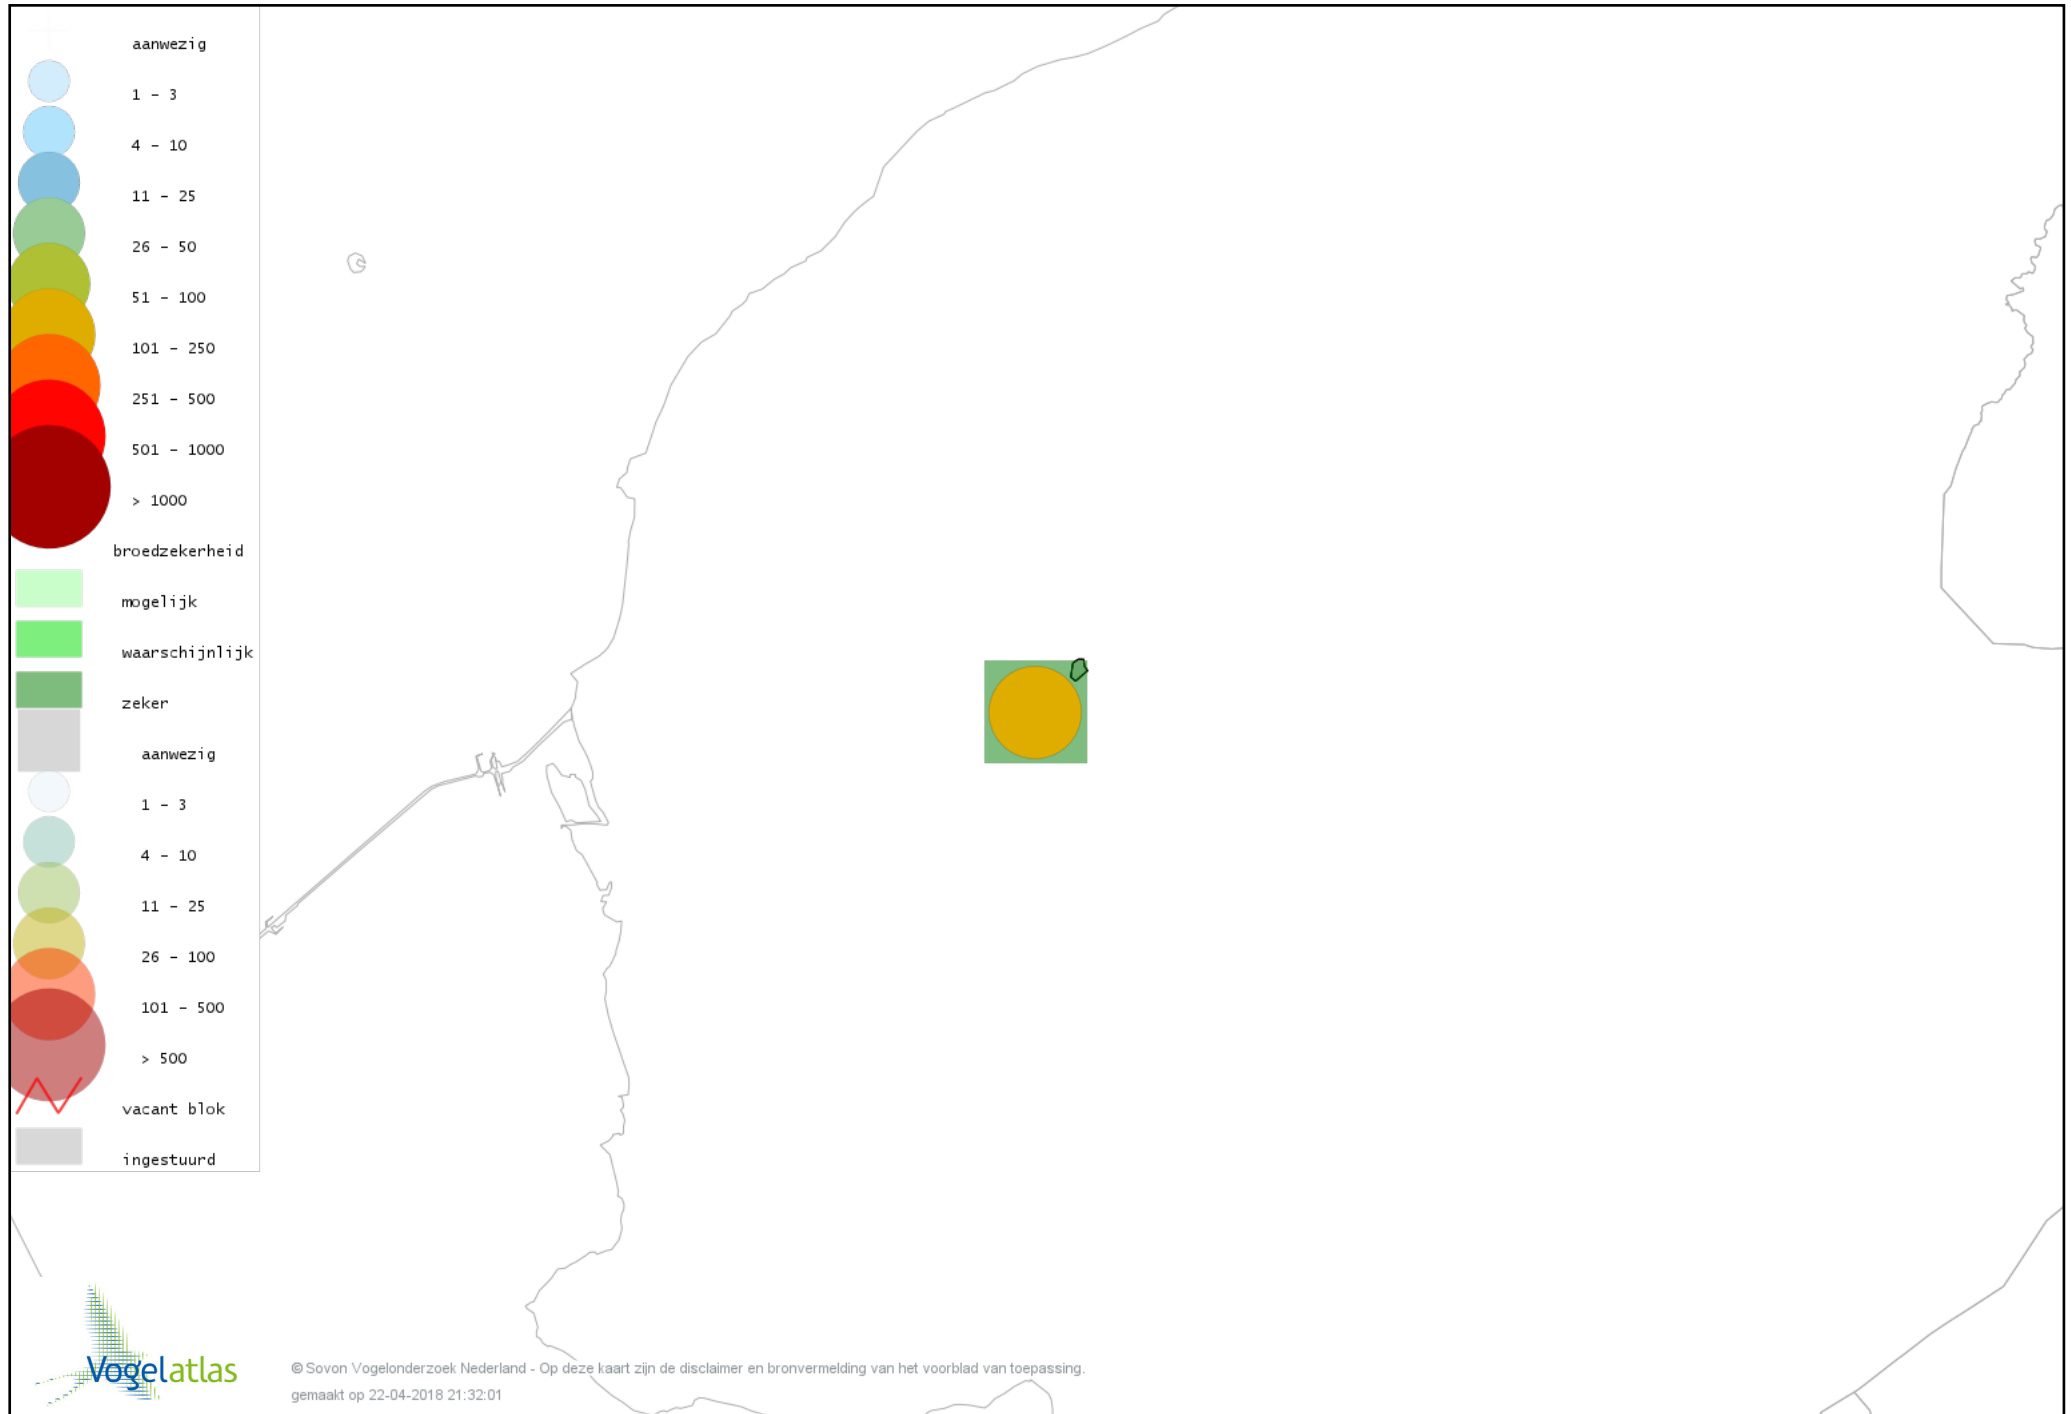 aanwezig
1 - 3
4 - 10
11 - 25
26 - 50
51 - 100
101 - 250
251 - 500
501 - 1000
> 1000
broedzekerheid
mogelijk
waarschijnlijk
zeker
aanwezig
1 - 3
4 - 10
11 - 25
26 - 100
101 - 500
> 500
vacant blok
ingestuurd
Vogelatlas
© Sovon Vogelonderzoek Nederland - Op deze kaart zijn de disclaimer en bronvermelding van het voorblad van toepassing.
gemaakt op 22-04-2018 21:32:01